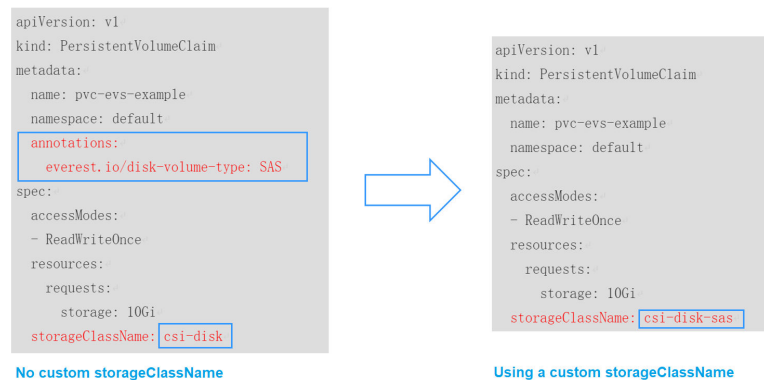 apiVersion: v1
kind: PersistentVolumeClaim
metadata:
  name: pvc-evs-example
  namespace: default
  annotations:
    everest.io/disk-volume-type: SAS
spec:
  accessModes:
  - ReadWriteOnce
  resources:
    requests:
      storage: 10Gi
  storageClassName: csi-disk
No custom storageClassName
apiVersion: v1
kind: PersistentVolumeClaim
metadata:
  name: pvc-evs-example
  namespace: default
spec:
  accessModes:
  - ReadWriteOnce
  resources:
    requests:
      storage: 10Gi
  storageClassName: csi-disk-sas
Using a custom storageClassName